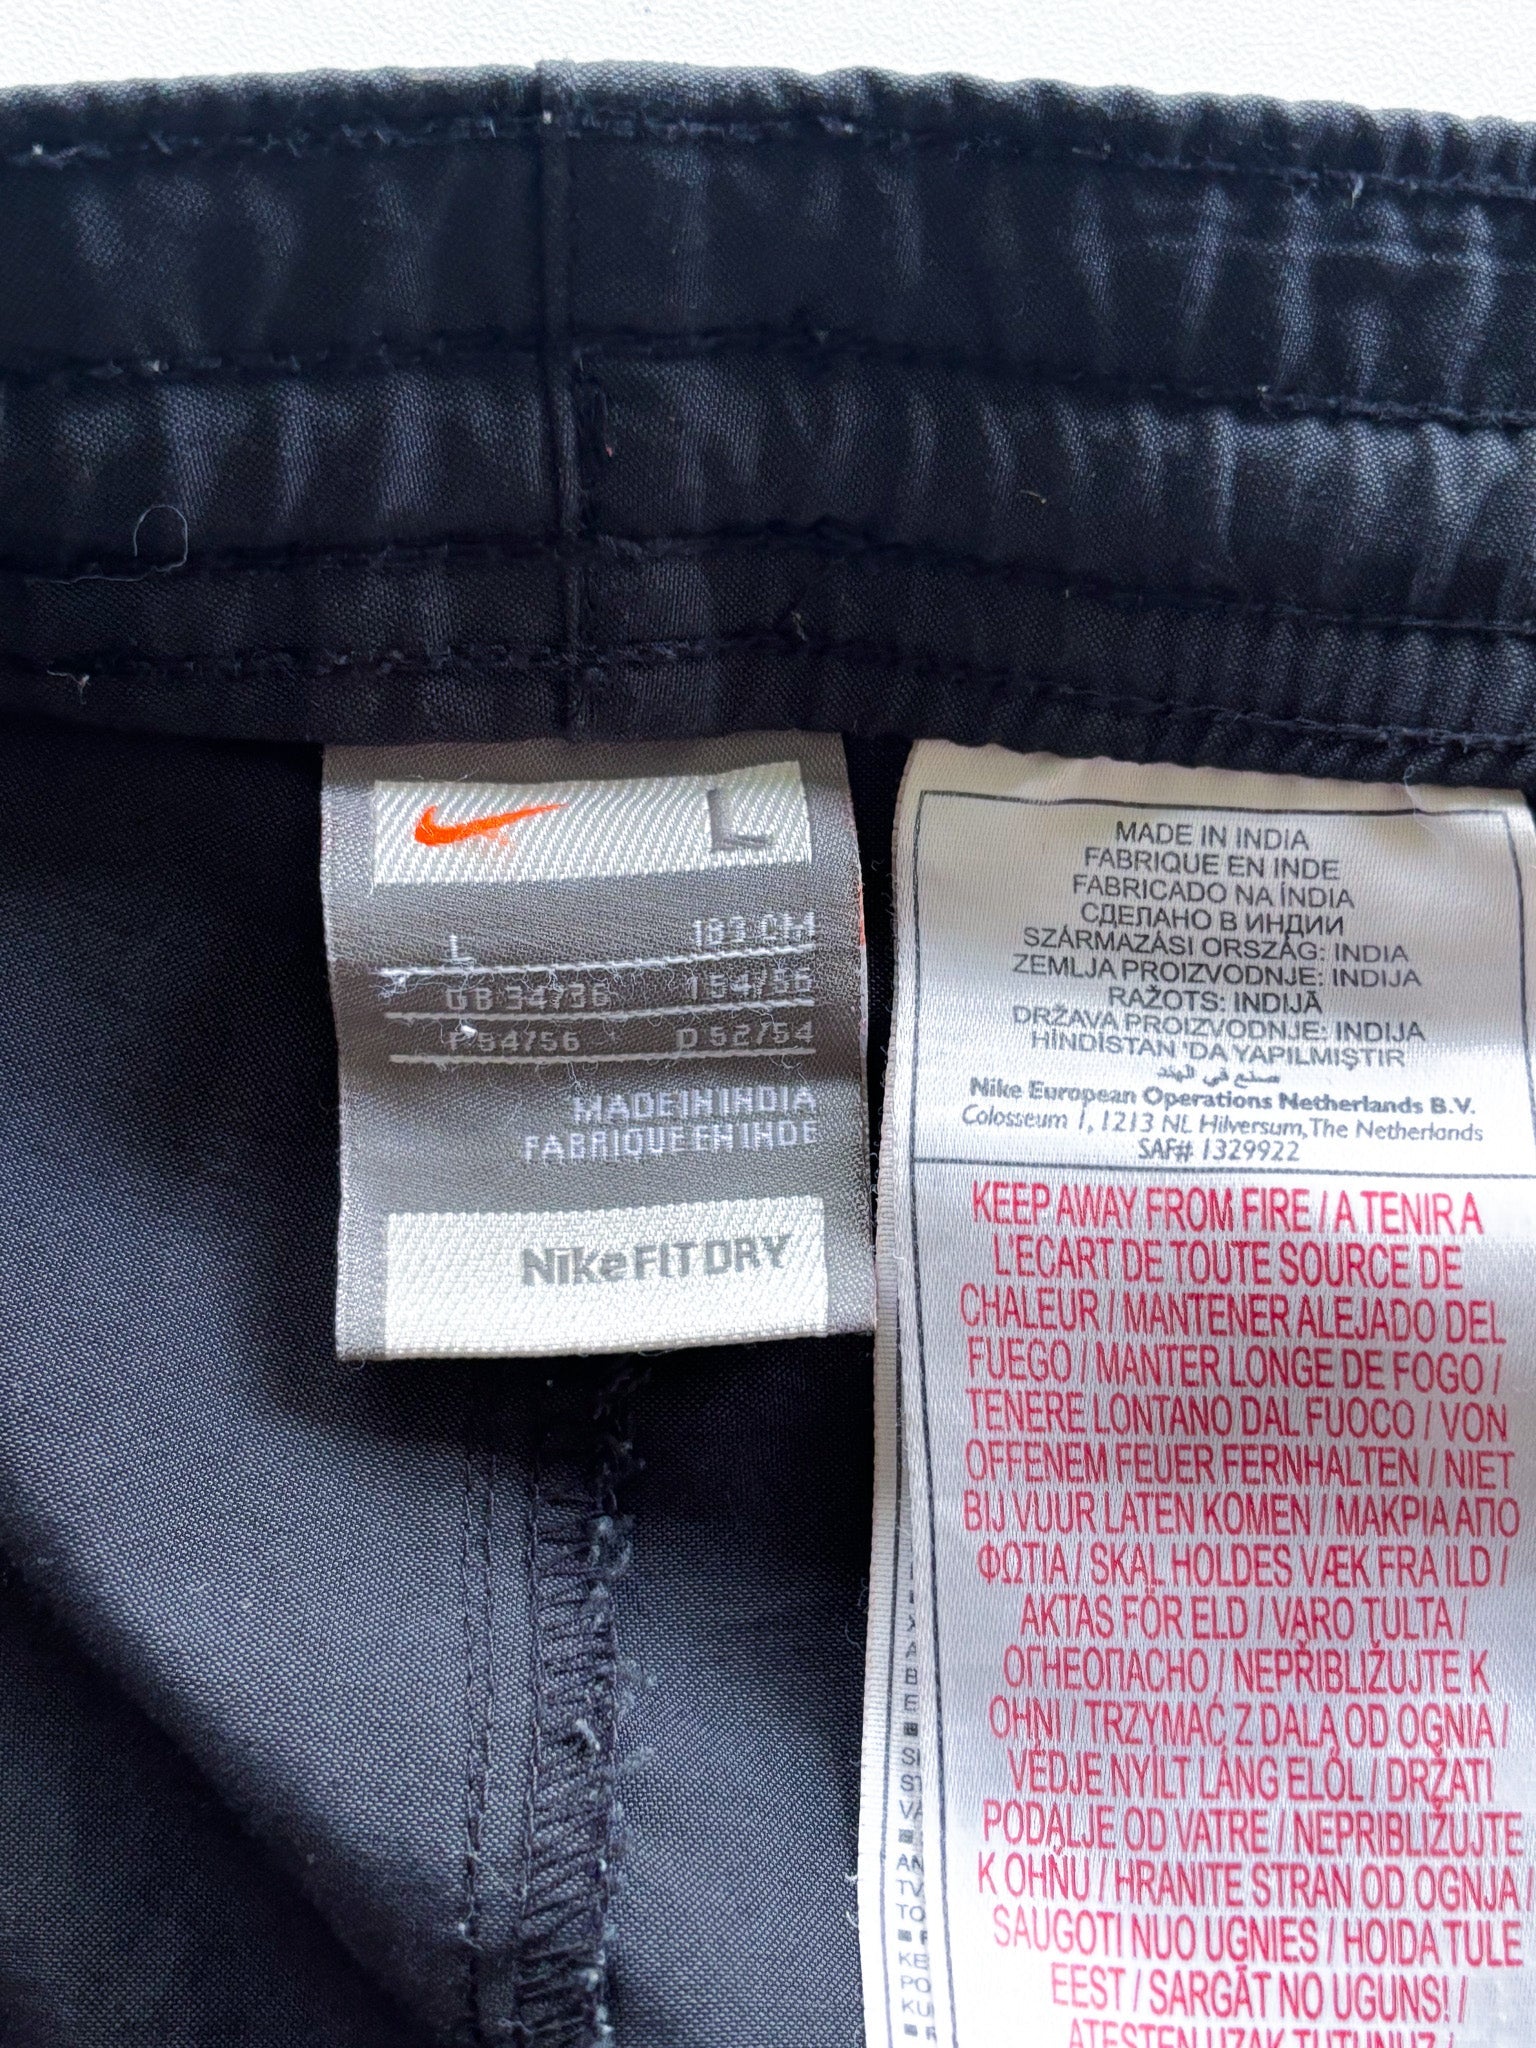 L
L 183 CM
GB 34/36 I 54/56
F 54/56 D 52/54
MADE IN INDIA
FABRIQUE EN INDE
Nike FIT DRY
MADE IN INDIA
FABRIQUE EN INDE
FABRICADO NA ÍNDIA
СДЕЛАНО В ИНДИИ
SZÁRMAZÁSI ORSZÁG: INDIA
ZEMLJA PROIZVODNJE: INDIJA
RAŽOTS: INDIJĀ
DRŽAVA PROIZVODNJE: INDIJA
HİNDİSTAN 'DA YAPILMIŞTIR
صنع في الهند
Nike European Operations Netherlands B.V.
Colosseum 1, 1213 NL Hilversum, The Netherlands
SAF# 1329922
KEEP AWAY FROM FIRE / A TENIR A
L'ECART DE TOUTE SOURCE DE
CHALEUR / MANTENER ALEJADO DEL
FUEGO / MANTER LONGE DE FOGO /
TENERE LONTANO DAL FUOCO / VON
OFFENEM FEUER FERNHALTEN / NIET
BIJ VUUR LATEN KOMEN / ΜΑΚΡΙΑ ΑΠΟ
ΦΩΤΙΑ / SKAL HOLDES VÆK FRA ILD /
AKTAS FÖR ELD / VARO TULTA /
ОГНЕОПАСНО / NEPŘIBLIŽUJTE K
OHNI / TRZYMAĆ Z DALA OD OGNIA /
VÉDJE NYÍLT LÁNG ELÓL / DRŽATI
PODALJE OD VATRE / NEPRIBLIŽUJTE
K OHŇU / HRANITE STRAN OD OGNJA
SAUGOTI NUO UGNIES / HOIDA TULE
EEST / SARGĀT NO UGUNS! /
ATEŞTEN UZAK TUTUNUZ /